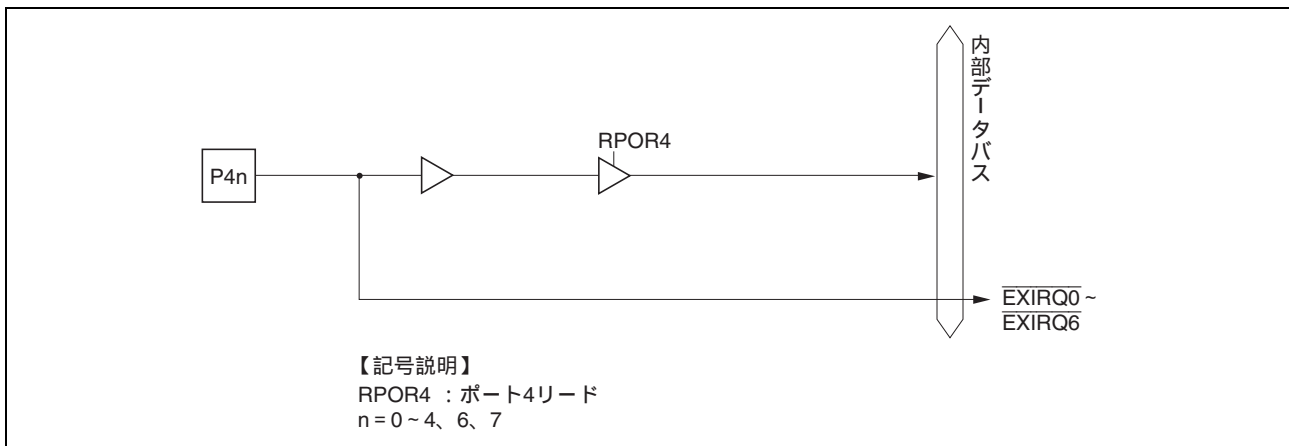 内部データバス
RPOR4
P4n
EXIRQ0 ~
EXIRQ6
【記号説明】
RPOR4 : ポート4リード
n = 0 ~ 4、6、7